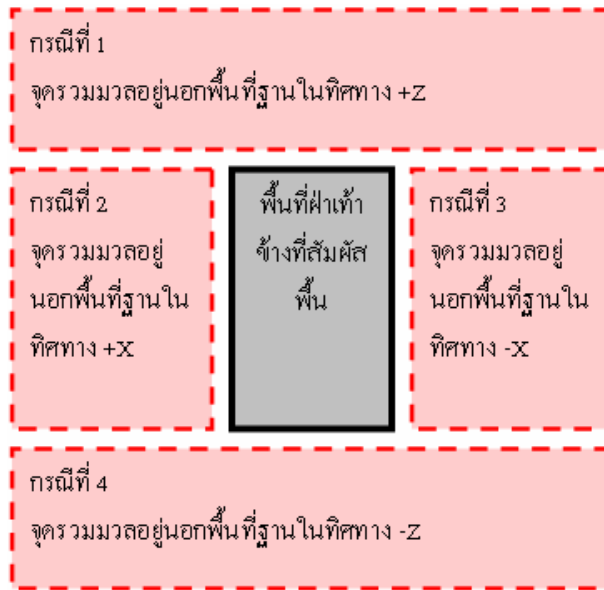 กรณีที่ 1
จุดรวมมวลอยู่นอกพื้นที่ฐานในทิศทาง +Z
กรณีที่ 2
จุดรวมมวลอยู่
นอกพื้นที่ฐานใน
ทิศทาง +X
พื้นที่ฝ่าเท้า
ข้างที่สัมผัส
พื้น
กรณีที่ 3
จุดรวมมวลอยู่
นอกพื้นที่ฐานใน
ทิศทาง -X
กรณีที่ 4
จุดรวมมวลอยู่นอกพื้นที่ฐานในทิศทาง -Z